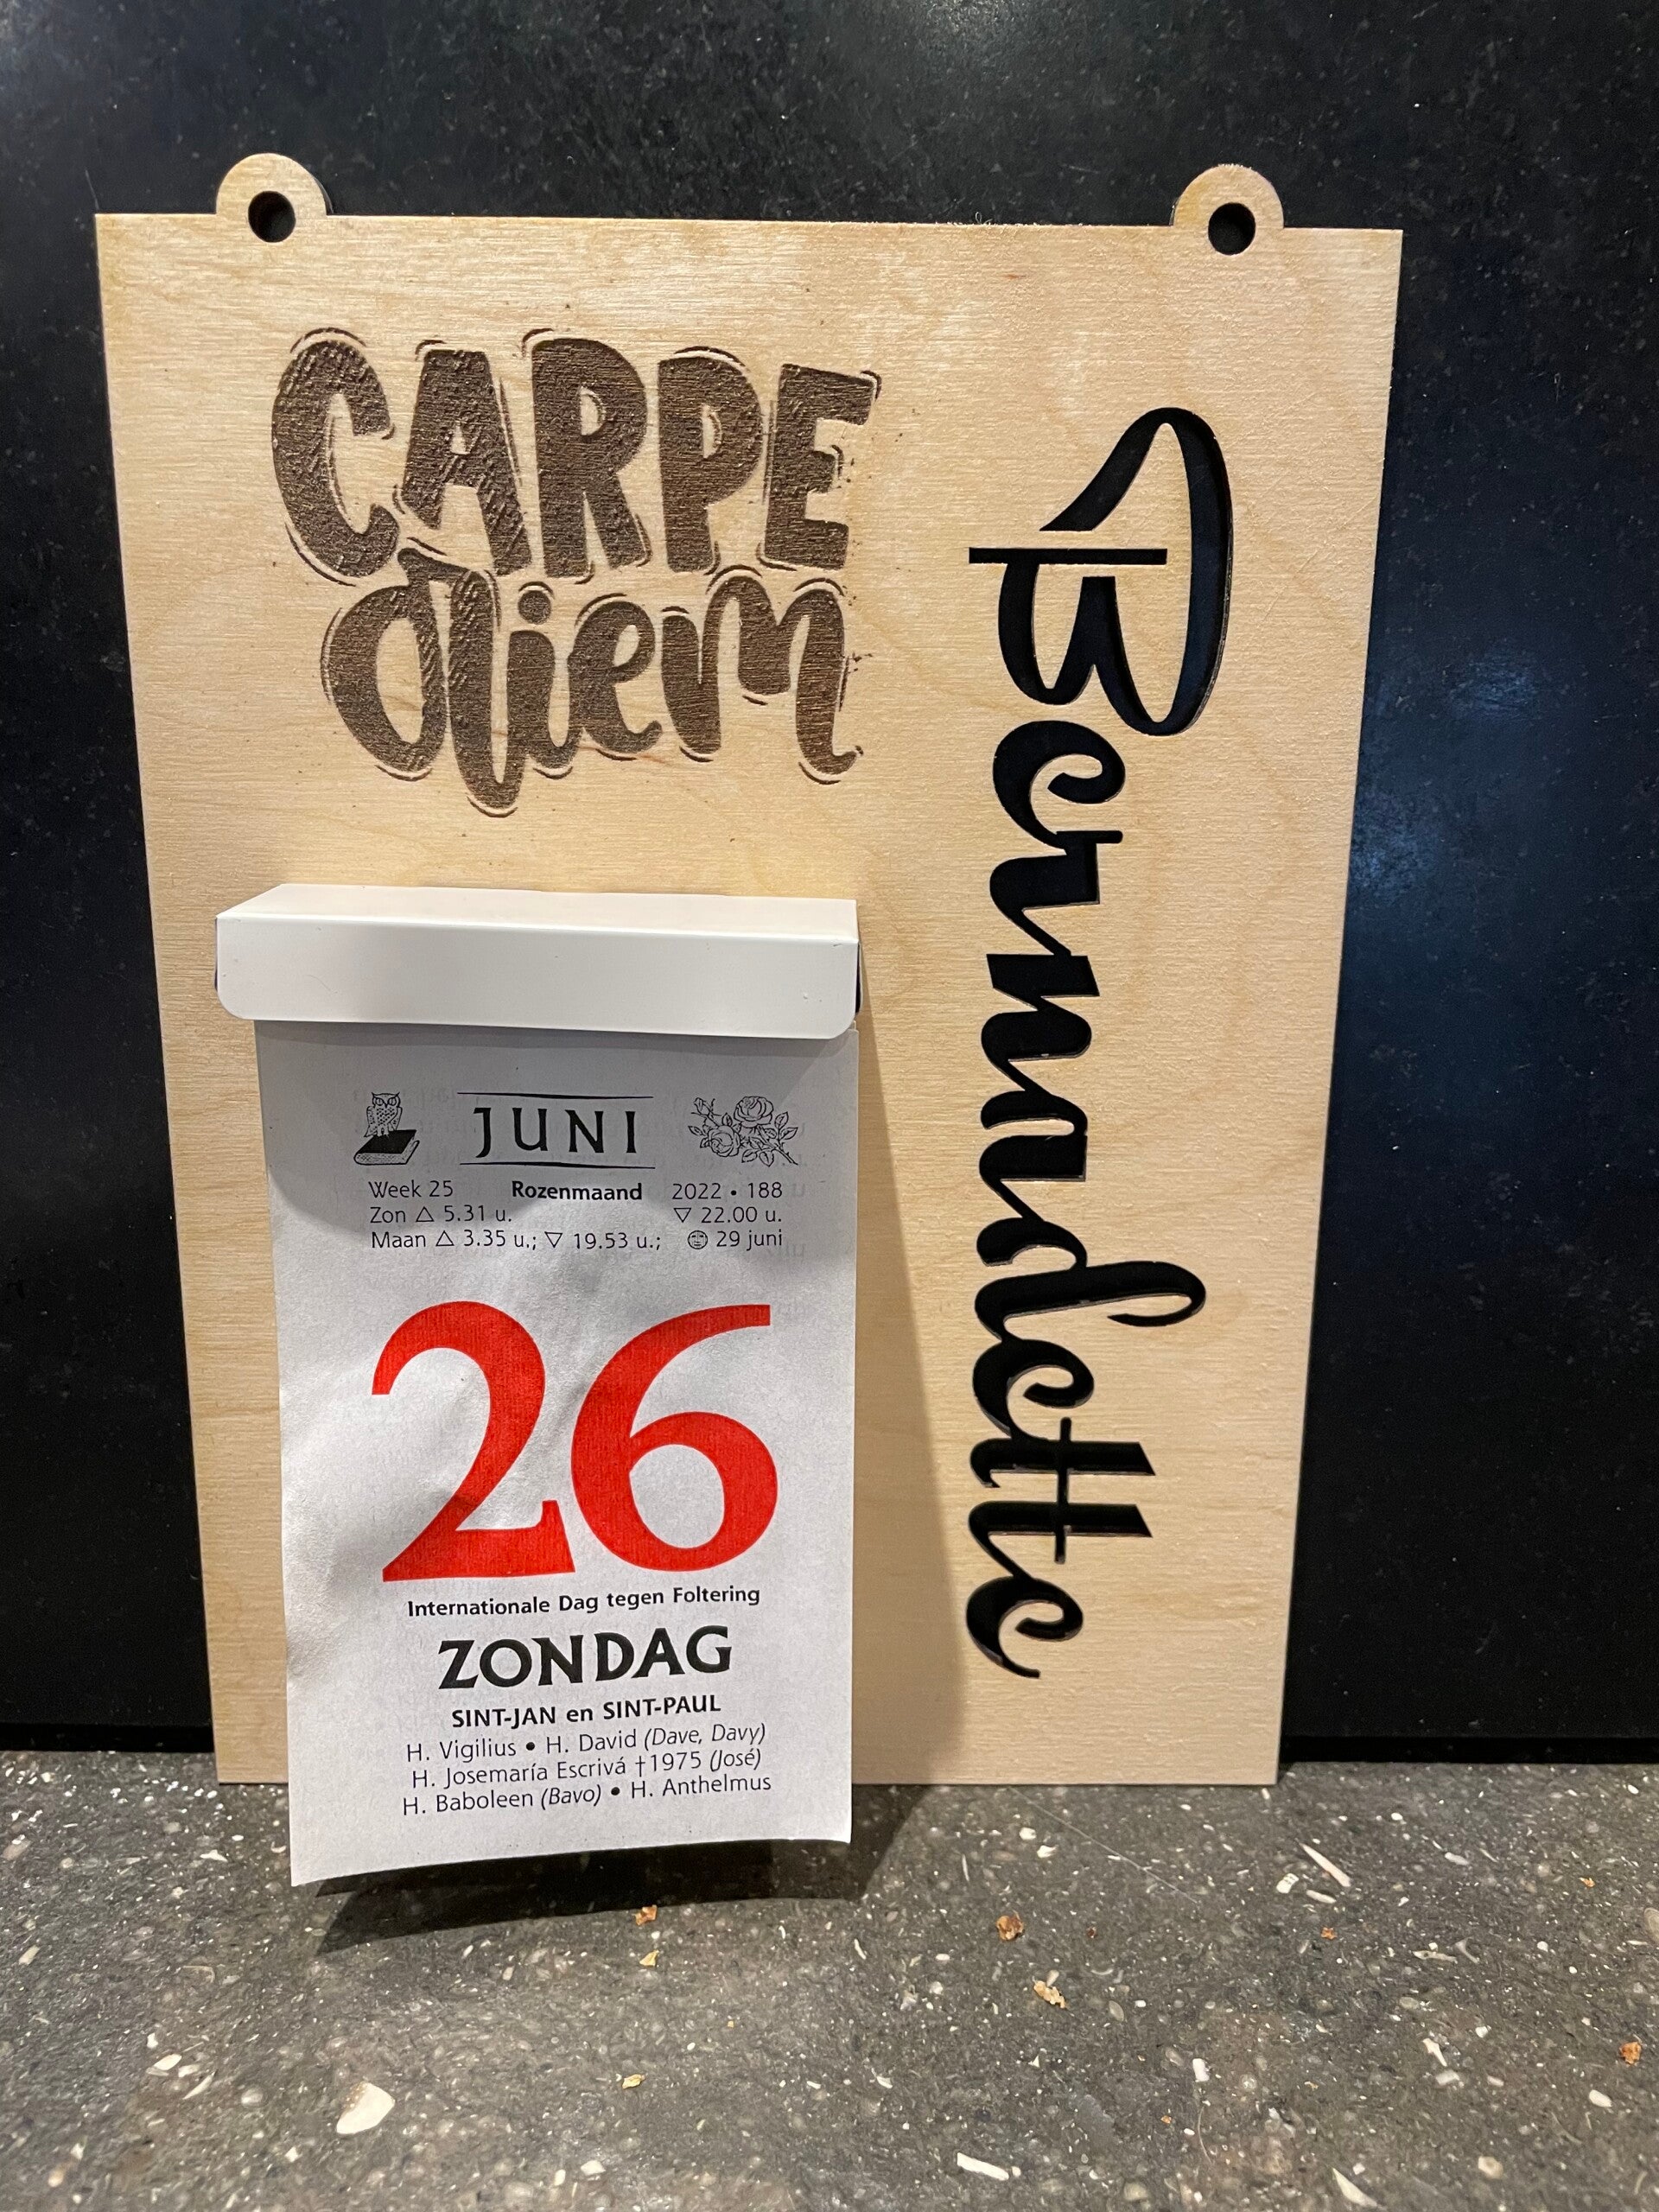 CARPE
diem
Bernadette
JUNI
Week 25 Rozenmaand 2022 • 188
Zon △ 5.31 u. ▽ 22.00 u.
Maan △ 3.35 u.; ▽ 19.53 u.; 29 juni
26
Internationale Dag tegen Foltering
ZONDAG
SINT-JAN en SINT-PAUL
H. Vigilius • H. David (Dave, Davy)
H. Josemaría Escrivá †1975 (José)
H. Baboleen (Bavo) • H. Anthelmus